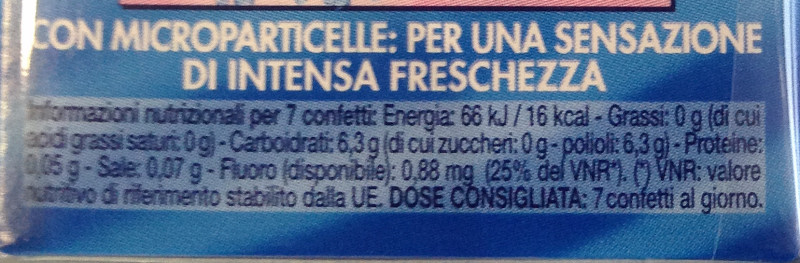 CON MICROPARTICELLE: PER UNA SENSAZIONE
DI INTENSA FRESCHEZZA
Informazioni nutrizionali per 7 confetti: Energia: 66 kJ / 16 kcal - Grassi: 0 g (di cui
acidi grassi saturi: 0 g) - Carboidrati: 6,3 g (di cui zuccheri: 0 g - polioli: 6,3 g) - Proteine:
0,05 g - Sale: 0,07 g - Fluoro (disponibile): 0,88 mg (25% del VNR*). (*) VNR: valore
nutritivo di riferimento stabilito dalla UE. DOSE CONSIGLIATA: 7 confetti al giorno.